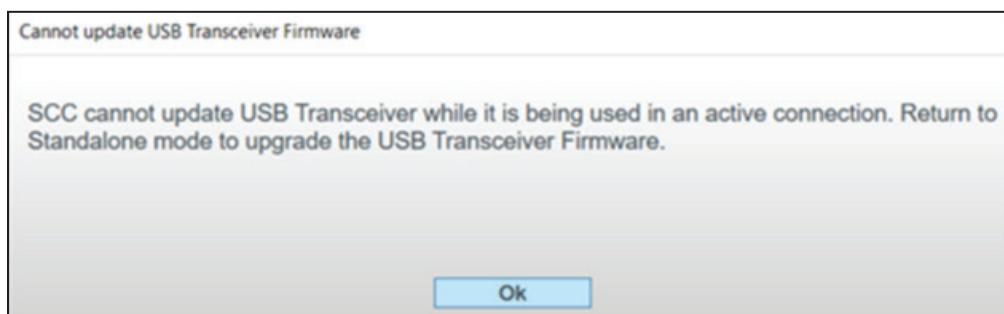 Cannot update USB Transceiver Firmware
SCC cannot update USB Transceiver while it is being used in an active connection. Return to
Standalone mode to upgrade the USB Transceiver Firmware.
Ok